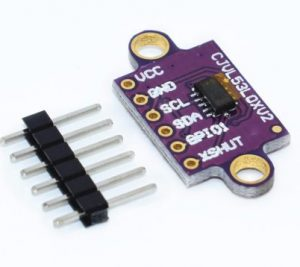 VCC
GND
SCL
SDA
GPIO1
XSHUT
CJVL53L0XV2